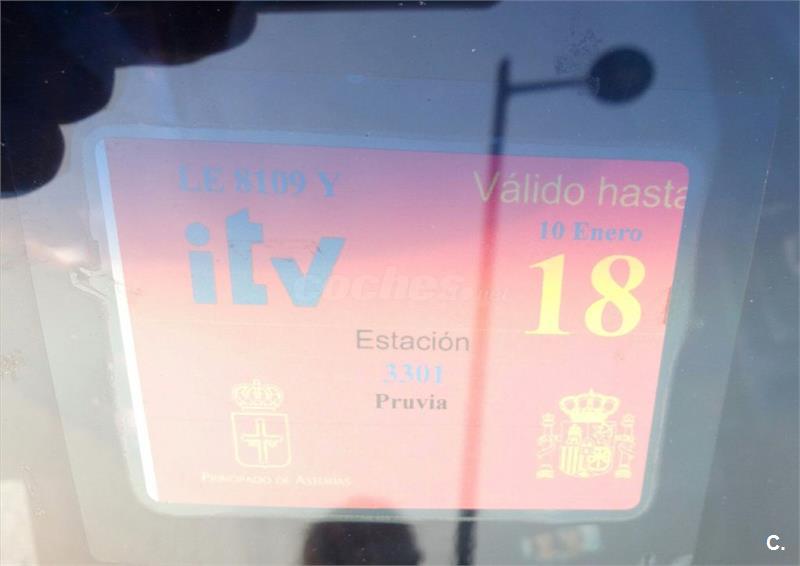 LE 8109 Y
Válido hasta
itv
10 Enero
18
coches.net
Estación
3301
Pruvia
PRINCIPADO DE ASTURIAS
C.